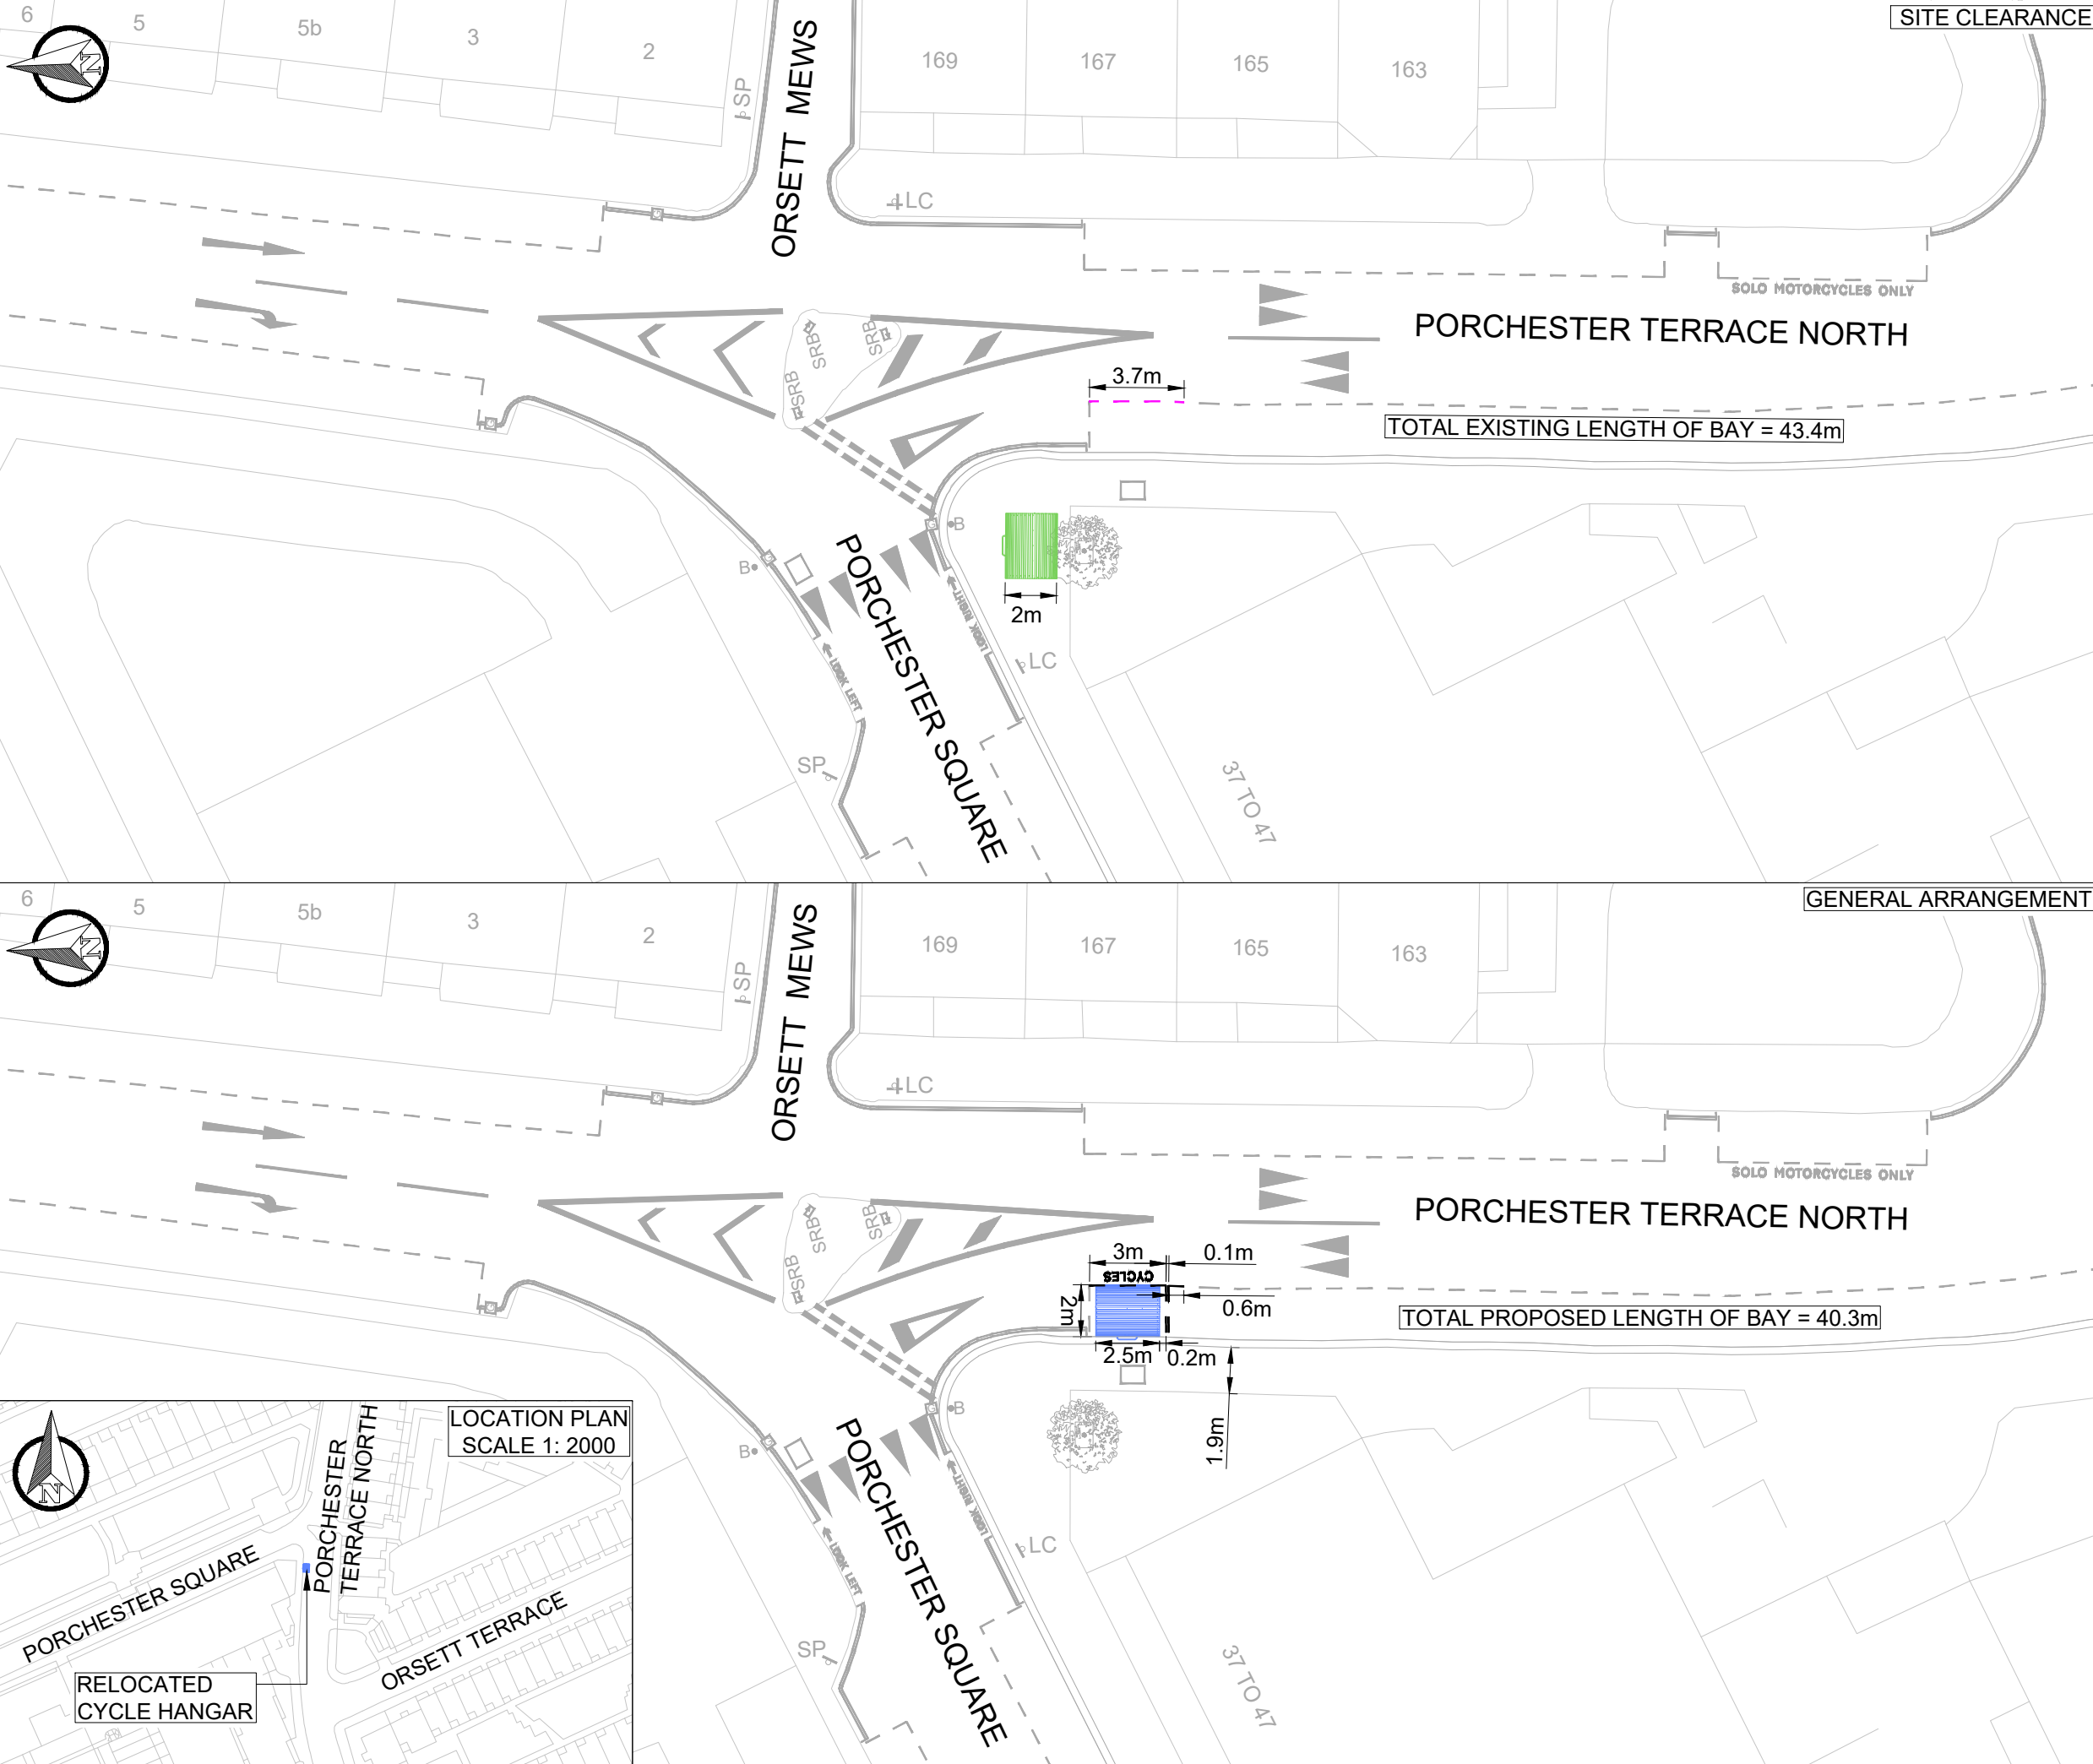 SITE CLEARANCE
6
5
5b
3
2
SP
ORSETT MEWS
169
167
165
163
N
LC
SOLO MOTORCYCLES ONLY
PORCHESTER TERRACE NORTH
SRB
SRB
SRB
3.7m
TOTAL EXISTING LENGTH OF BAY = 43.4m
B
B
2m
LOOK RIGHT
LOOK LEFT
PORCHESTER SQUARE
LC
SP
37 TO 47
GENERAL ARRANGEMENT
6
5
5b
3
2
SP
ORSETT MEWS
169
167
165
163
N
LC
SOLO MOTORCYCLES ONLY
PORCHESTER TERRACE NORTH
SRB
SRB
SRB
3m
0.1m
CYCLES
2m
0.6m
TOTAL PROPOSED LENGTH OF BAY = 40.3m
2.5m
0.2m
1.9m
B
B
LOOK RIGHT
LOOK LEFT
PORCHESTER SQUARE
LC
SP
37 TO 47
LOCATION PLAN
SCALE 1: 2000
N
PORCHESTER
TERRACE NORTH
PORCHESTER SQUARE
ORSETT TERRACE
RELOCATED
CYCLE HANGAR